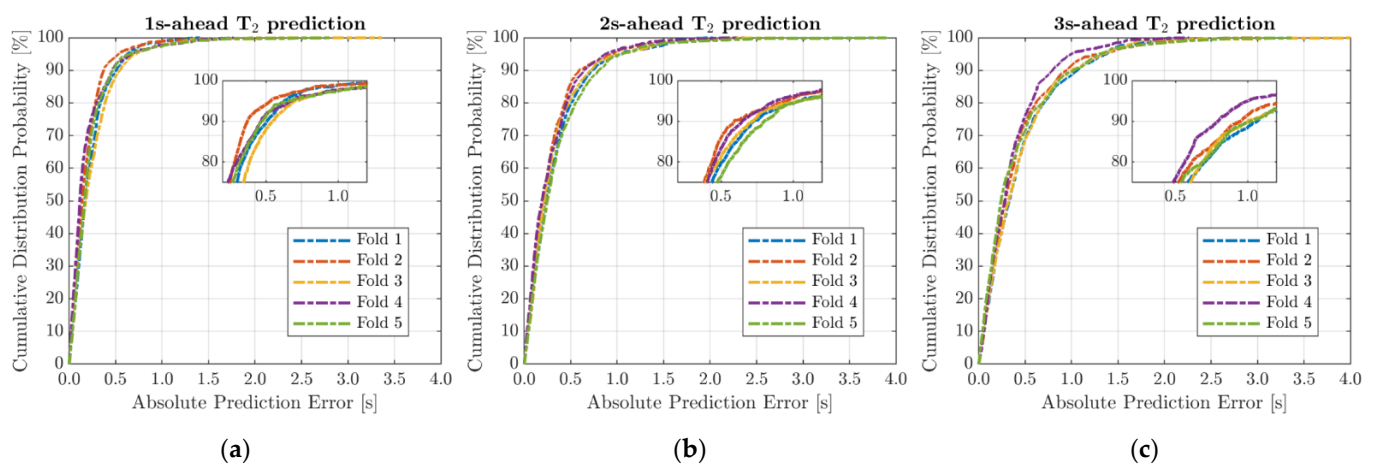 1s-ahead T₂ prediction
Cumulative Distribution Probability [%]
100
90
80
70
60
50
40
30
20
10
0
100
90
80
0.5
1.0
Fold 1
Fold 2
Fold 3
Fold 4
Fold 5
0.0 0.5 1.0 1.5 2.0 2.5 3.0 3.5 4.0
Absolute Prediction Error [s]
(a)
2s-ahead T₂ prediction
Cumulative Distribution Probability [%]
100
90
80
70
60
50
40
30
20
10
0
100
90
80
0.5
1.0
Fold 1
Fold 2
Fold 3
Fold 4
Fold 5
0.0 0.5 1.0 1.5 2.0 2.5 3.0 3.5 4.0
Absolute Prediction Error [s]
(b)
3s-ahead T₂ prediction
Cumulative Distribution Probability [%]
100
90
80
70
60
50
40
30
20
10
0
100
90
80
0.5
1.0
Fold 1
Fold 2
Fold 3
Fold 4
Fold 5
0.0 0.5 1.0 1.5 2.0 2.5 3.0 3.5 4.0
Absolute Prediction Error [s]
(c)